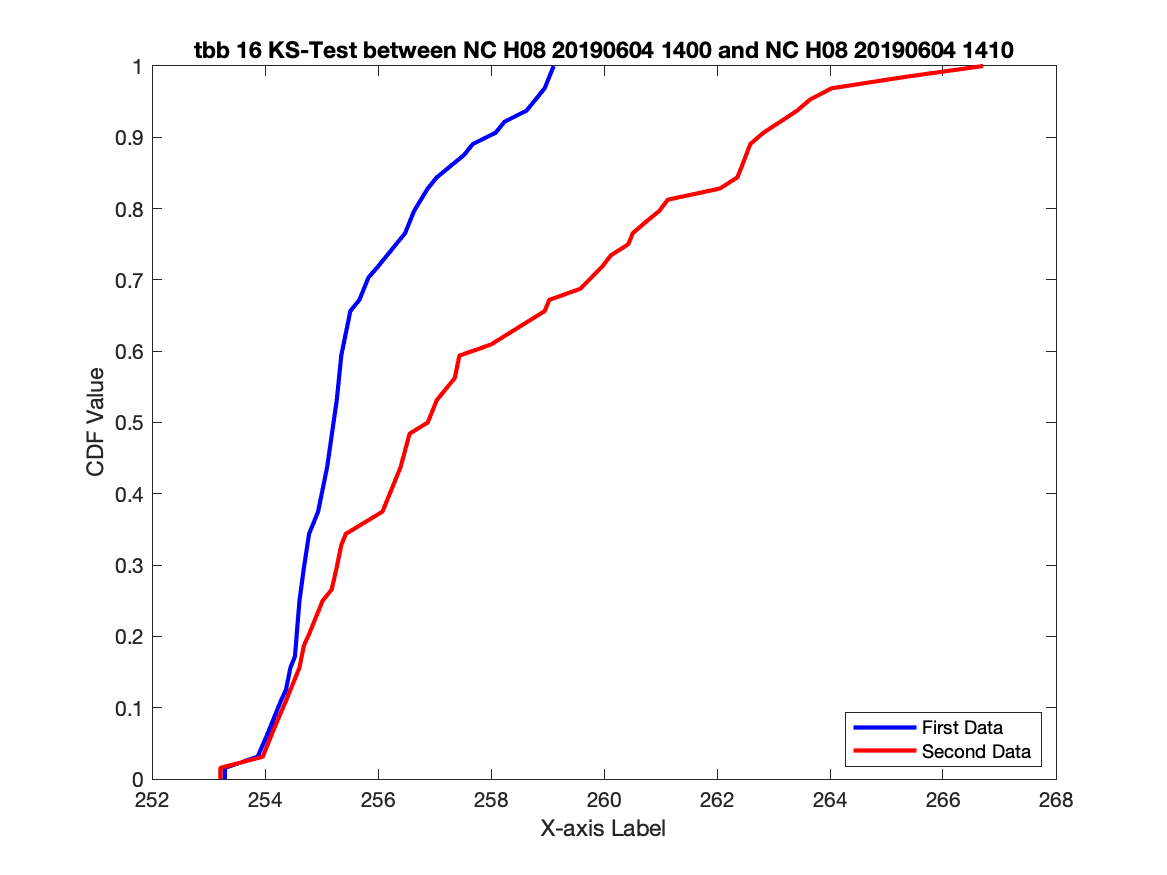 tbb 16 KS-Test between NC H08 20190604 1400 and NC H08 20190604 1410
1
0.9
0.8
0.7
0.6
0.5
0.4
0.3
0.2
0.1
0
CDF Value
First Data
Second Data
252 254 256 258 260 262 264 266 268
X-axis Label